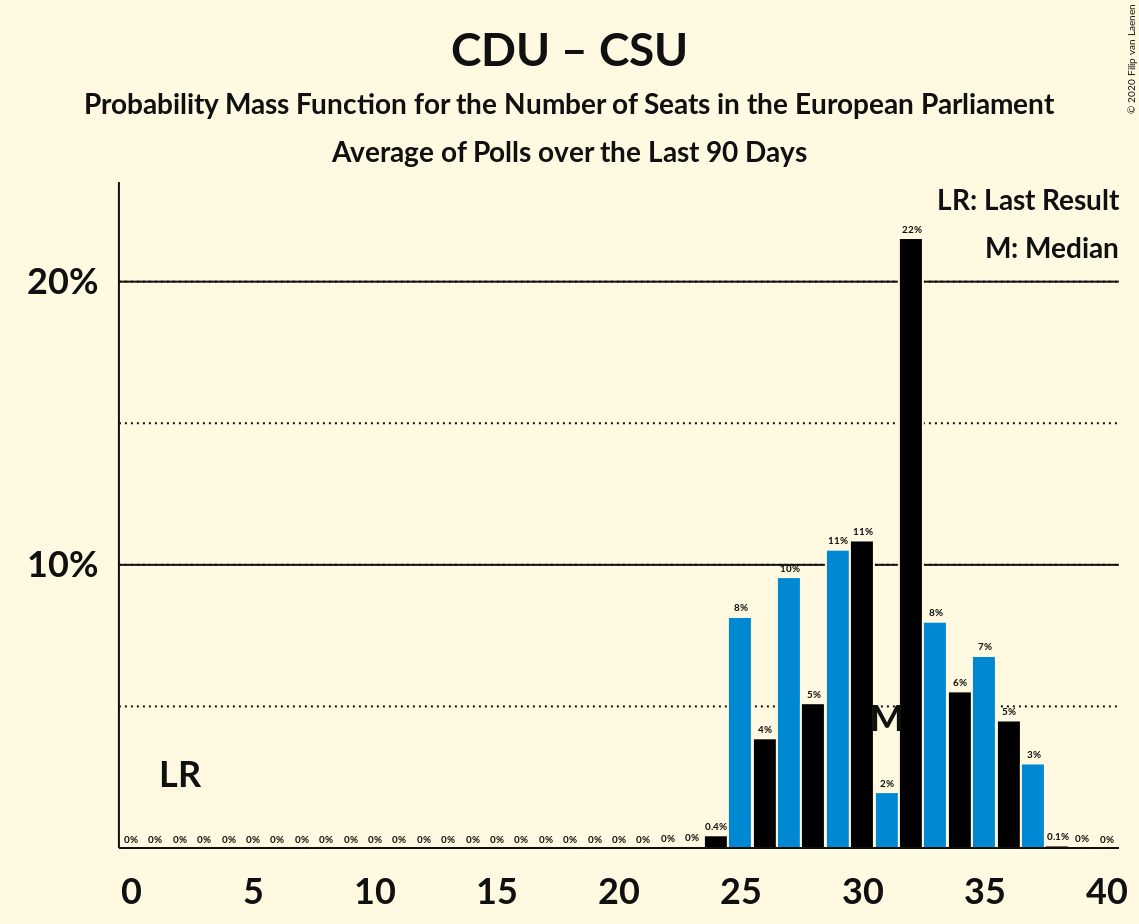 © 2020 Filip van Laenen
CDU – CSU
Probability Mass Function for the Number of Seats in the European Parliament
Average of Polls over the Last 90 Days
LR: Last Result
M: Median
22%
20%
11% 11%
10%
10%
8% 8%
7%
6%
5% 5%
M
4%
3%
2%
LR
0% 0% 0% 0% 0% 0% 0% 0% 0% 0% 0% 0% 0% 0% 0% 0% 0% 0% 0% 0% 0% 0% 0% 0% 0.4% 0.1% 0% 0%
0 5 10 15 20 25 30 35 40